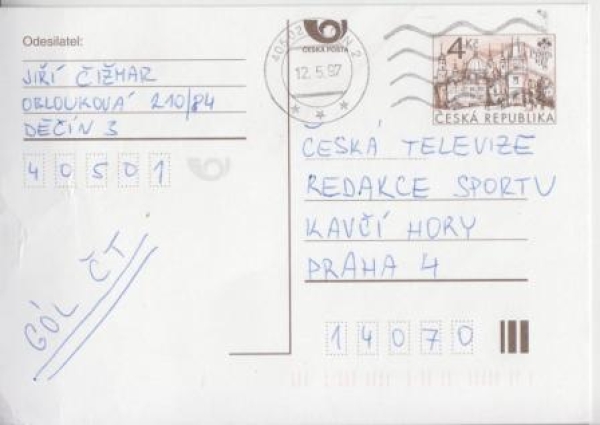 Odesilatel:
JIŘÍ ČIŽMAR
OBLOUKOVÁ 210/84
DĚČÍN 3
40501
GÓL ČT
ČESKÁ POŠTA
12.5.97
4 Kč
ČESKÁ REPUBLIKA
ČESKÁ TELEVIZE
REDAKCE SPORTU
KAVČÍ HORY
PRAHA 4
14070